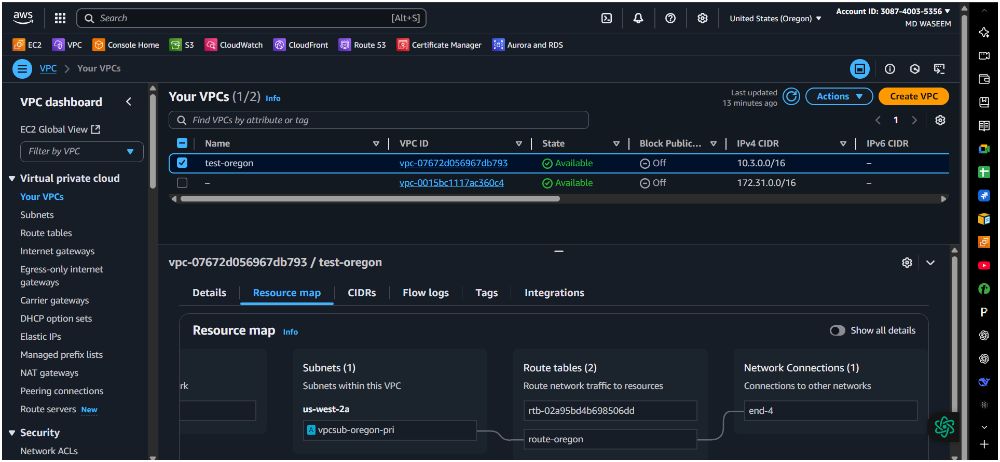 aws
Search
[Alt+S]
United States (Oregon)
Account ID: 3087-4003-5356
MD WASEEM
EC2
VPC
Console Home
S3
CloudWatch
CloudFront
Route 53
Certificate Manager
Aurora and RDS
VPC
Your VPCs
VPC dashboard
EC2 Global View
Filter by VPC
Virtual private cloud
Your VPCs
Subnets
Route tables
Internet gateways
Egress-only internet
gateways
Carrier gateways
DHCP option sets
Elastic IPs
Managed prefix lists
NAT gateways
Peering connections
Route servers New
Security
Network ACLs
Your VPCs (1/2) Info
Last updated
13 minutes ago
Actions
Create VPC
Find VPCs by attribute or tag
1
Name VPC ID State Block Public... IPv4 CIDR IPv6 CIDR
test-oregon vpc-07672d056967db793 Available Off 10.3.0.0/16 –
– vpc-0015bc1117ac360c4 Available Off 172.31.0.0/16 –
vpc-07672d056967db793 / test-oregon
Details
Resource map
CIDRs
Flow logs
Tags
Integrations
Resource map Info
Show all details
rk
Subnets (1)
Subnets within this VPC
us-west-2a
A vpcsub-oregon-pri
Route tables (2)
Route network traffic to resources
rtb-02a95bd4b698506dd
route-oregon
Network Connections (1)
Connections to other networks
end-4
P